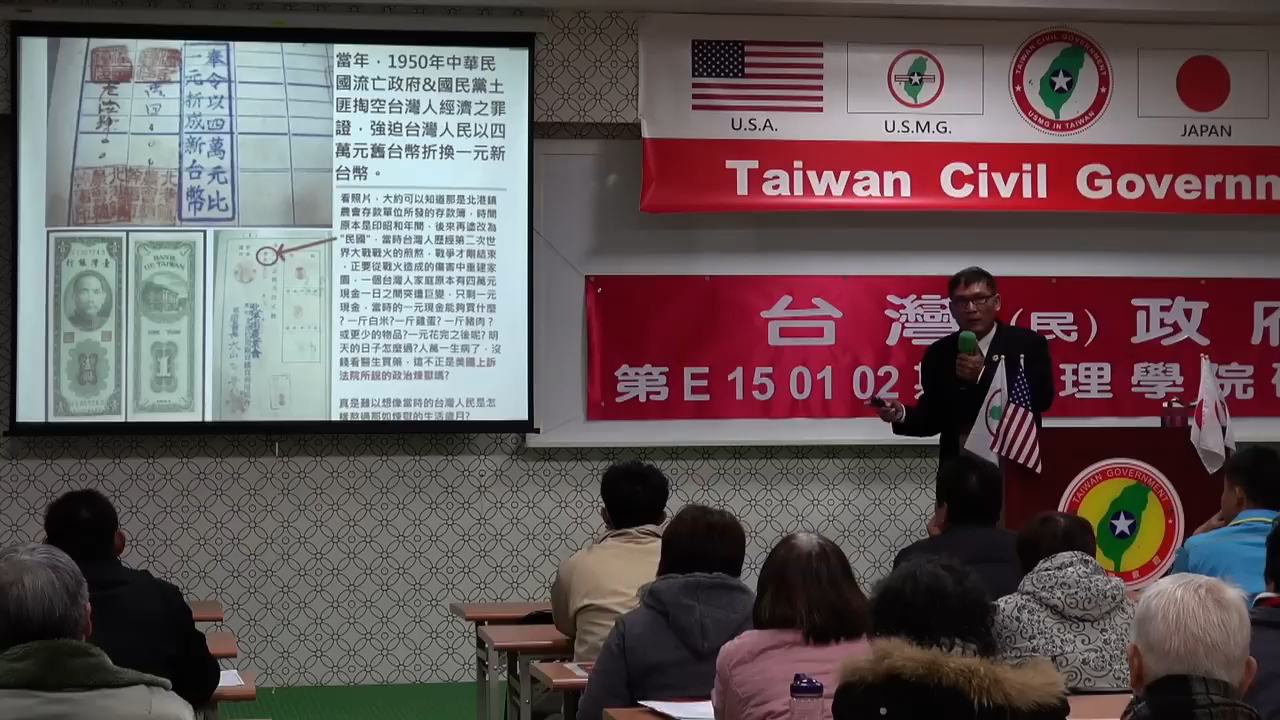 奉令以四萬元比
一元折成新台幣
當年，1950年中華民
國流亡政府&國民黨土
匪掏空台灣人經濟之罪
證，強迫台灣人民以四
萬元舊台幣折換一元新
台幣。
看照片，大約可以知道那是北港鎮
農會存款單位所發的存款簿，時間
原本是印昭和年間，後來再塗改為
"民國"，當時台灣人歷經第二次世
界大戰戰火的煎熬，戰爭才剛結束
，正要從戰火造成的傷害中重建家
園，一個台灣人家庭原本有四萬元
現金一日之間突遭巨變，只剩一元
現金，當時的一元現金能夠買什麼
？一斤白米?一斤雞蛋?一斤豬肉？
或更少的物品?一元花完之後呢? 明
天的日子怎麼過?人萬一生病了，沒
錢看醫生買藥，這不正是美國上訴
法院所說的政治煉獄嗎?
真是難以想像當時的台灣人民是怎
樣熬過那如煉獄的生活歲月?
臺灣銀行
BANK
OF TAIWAN
1
U.S.A.
U.S.M.G.
TAIWAN CIVIL GOVERNMENT
USMG IN TAIWAN
JAPAN
Taiwan Civil Governm
台灣(民)政府
第E 15 01 02
理學院
TAIWAN GOVERNMENT